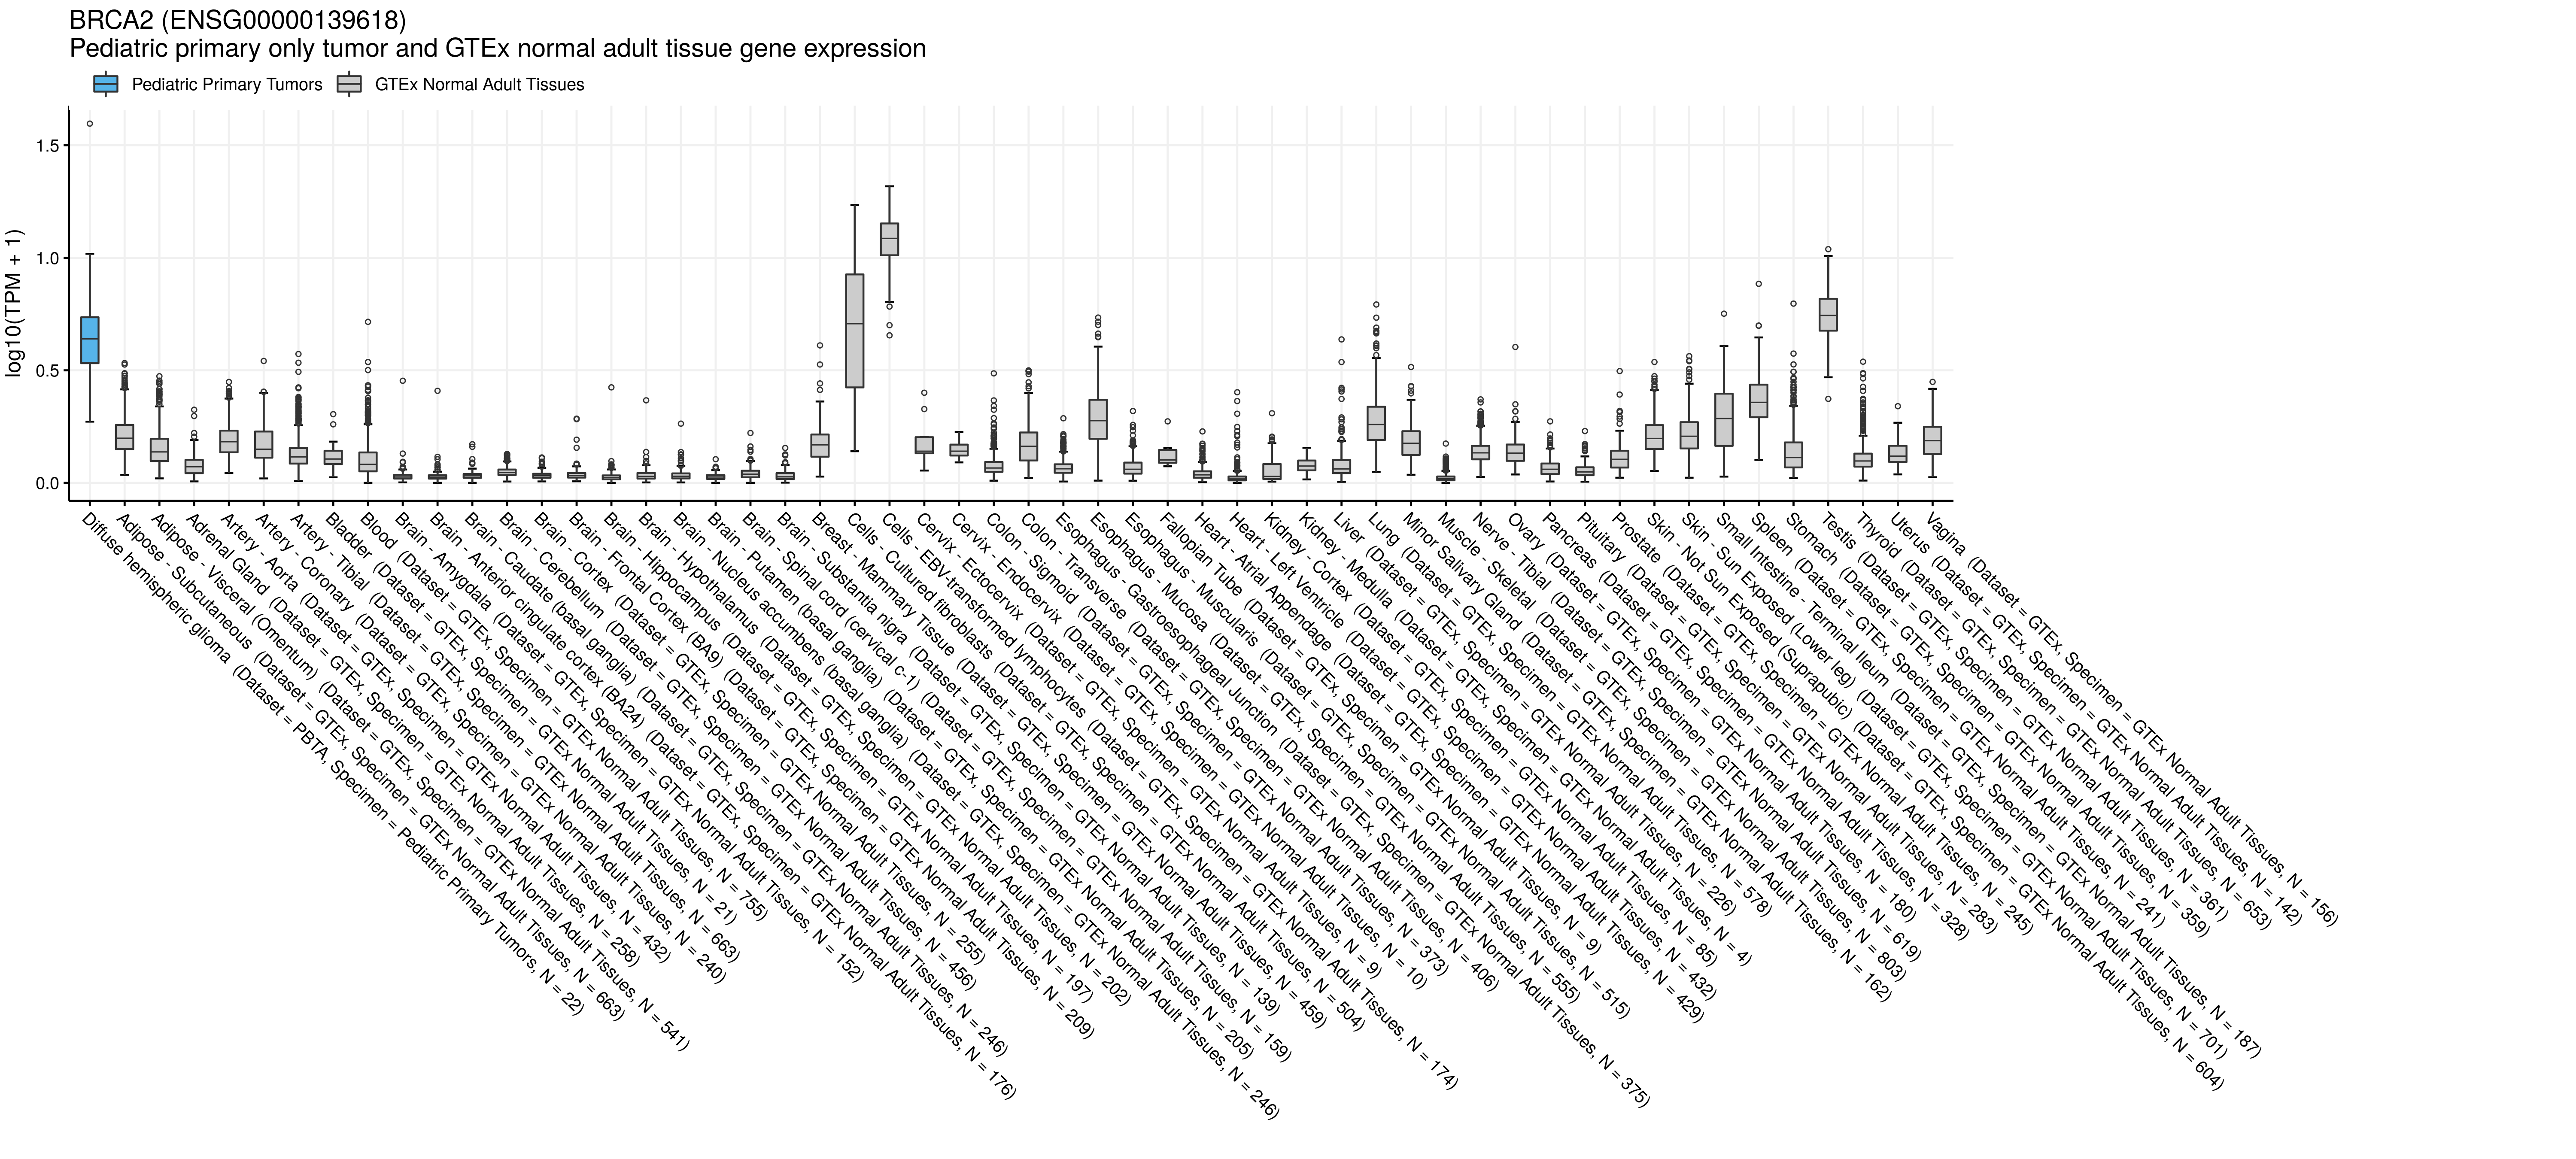 BRCA2 (ENSG00000139618)
Pediatric primary only tumor and GTEx normal adult tissue gene expression
Pediatric Primary Tumors
GTEx Normal Adult Tissues
log10(TPM + 1)
1.5
1.0
0.5
0.0
Diffuse hemispheric glioma (Dataset = PBTA, Specimen = Pediatric Primary Tumors, N = 22)
Adipose - Subcutaneous (Dataset = GTEx, Specimen = GTEx Normal Adult Tissues, N = 663)
Adipose - Visceral (Omentum) (Dataset = GTEx, Specimen = GTEx Normal Adult Tissues, N = 541)
Adrenal Gland (Dataset = GTEx, Specimen = GTEx Normal Adult Tissues, N = 258)
Artery - Aorta (Dataset = GTEx, Specimen = GTEx Normal Adult Tissues, N = 432)
Artery - Coronary (Dataset = GTEx, Specimen = GTEx Normal Adult Tissues, N = 240)
Artery - Tibial (Dataset = GTEx, Specimen = GTEx Normal Adult Tissues, N = 663)
Bladder (Dataset = GTEx, Specimen = GTEx Normal Adult Tissues, N = 21)
Blood (Dataset = GTEx, Specimen = GTEx Normal Adult Tissues, N = 755)
Brain - Amygdala (Dataset = GTEx, Specimen = GTEx Normal Adult Tissues, N = 152)
Brain - Anterior cingulate cortex (BA24) (Dataset = GTEx, Specimen = GTEx Normal Adult Tissues, N = 176)
Brain - Caudate (basal ganglia) (Dataset = GTEx, Specimen = GTEx Normal Adult Tissues, N = 246)
Brain - Cerebellum (Dataset = GTEx, Specimen = GTEx Normal Adult Tissues, N = 456)
Brain - Cortex (Dataset = GTEx, Specimen = GTEx Normal Adult Tissues, N = 255)
Brain - Frontal Cortex (BA9) (Dataset = GTEx, Specimen = GTEx Normal Adult Tissues, N = 209)
Brain - Hippocampus (Dataset = GTEx, Specimen = GTEx Normal Adult Tissues, N = 197)
Brain - Hypothalamus (Dataset = GTEx, Specimen = GTEx Normal Adult Tissues, N = 202)
Brain - Nucleus accumbens (basal ganglia) (Dataset = GTEx, Specimen = GTEx Normal Adult Tissues, N = 246)
Brain - Putamen (basal ganglia) (Dataset = GTEx, Specimen = GTEx Normal Adult Tissues, N = 205)
Brain - Spinal cord (cervical c-1) (Dataset = GTEx, Specimen = GTEx Normal Adult Tissues, N = 159)
Brain - Substantia nigra (Dataset = GTEx, Specimen = GTEx Normal Adult Tissues, N = 139)
Breast - Mammary Tissue (Dataset = GTEx, Specimen = GTEx Normal Adult Tissues, N = 459)
Cells - Cultured fibroblasts (Dataset = GTEx, Specimen = GTEx Normal Adult Tissues, N = 504)
Cells - EBV-transformed lymphocytes (Dataset = GTEx, Specimen = GTEx Normal Adult Tissues, N = 174)
Cervix - Ectocervix (Dataset = GTEx, Specimen = GTEx Normal Adult Tissues, N = 9)
Cervix - Endocervix (Dataset = GTEx, Specimen = GTEx Normal Adult Tissues, N = 10)
Colon - Sigmoid (Dataset = GTEx, Specimen = GTEx Normal Adult Tissues, N = 373)
Colon - Transverse (Dataset = GTEx, Specimen = GTEx Normal Adult Tissues, N = 406)
Esophagus - Gastroesophageal Junction (Dataset = GTEx, Specimen = GTEx Normal Adult Tissues, N = 375)
Esophagus - Mucosa (Dataset = GTEx, Specimen = GTEx Normal Adult Tissues, N = 555)
Esophagus - Muscularis (Dataset = GTEx, Specimen = GTEx Normal Adult Tissues, N = 515)
Fallopian Tube (Dataset = GTEx, Specimen = GTEx Normal Adult Tissues, N = 9)
Heart - Atrial Appendage (Dataset = GTEx, Specimen = GTEx Normal Adult Tissues, N = 429)
Heart - Left Ventricle (Dataset = GTEx, Specimen = GTEx Normal Adult Tissues, N = 432)
Kidney - Cortex (Dataset = GTEx, Specimen = GTEx Normal Adult Tissues, N = 85)
Kidney - Medulla (Dataset = GTEx, Specimen = GTEx Normal Adult Tissues, N = 4)
Liver (Dataset = GTEx, Specimen = GTEx Normal Adult Tissues, N = 226)
Lung (Dataset = GTEx, Specimen = GTEx Normal Adult Tissues, N = 578)
Minor Salivary Gland (Dataset = GTEx, Specimen = GTEx Normal Adult Tissues, N = 162)
Muscle - Skeletal (Dataset = GTEx, Specimen = GTEx Normal Adult Tissues, N = 803)
Nerve - Tibial (Dataset = GTEx, Specimen = GTEx Normal Adult Tissues, N = 619)
Ovary (Dataset = GTEx, Specimen = GTEx Normal Adult Tissues, N = 180)
Pancreas (Dataset = GTEx, Specimen = GTEx Normal Adult Tissues, N = 328)
Pituitary (Dataset = GTEx, Specimen = GTEx Normal Adult Tissues, N = 283)
Prostate (Dataset = GTEx, Specimen = GTEx Normal Adult Tissues, N = 245)
Skin - Not Sun Exposed (Suprapubic) (Dataset = GTEx, Specimen = GTEx Normal Adult Tissues, N = 604)
Skin - Sun Exposed (Lower leg) (Dataset = GTEx, Specimen = GTEx Normal Adult Tissues, N = 701)
Small Intestine - Terminal Ileum (Dataset = GTEx, Specimen = GTEx Normal Adult Tissues, N = 187)
Spleen (Dataset = GTEx, Specimen = GTEx Normal Adult Tissues, N = 241)
Stomach (Dataset = GTEx, Specimen = GTEx Normal Adult Tissues, N = 359)
Testis (Dataset = GTEx, Specimen = GTEx Normal Adult Tissues, N = 361)
Thyroid (Dataset = GTEx, Specimen = GTEx Normal Adult Tissues, N = 653)
Uterus (Dataset = GTEx, Specimen = GTEx Normal Adult Tissues, N = 142)
Vagina (Dataset = GTEx, Specimen = GTEx Normal Adult Tissues, N = 156)